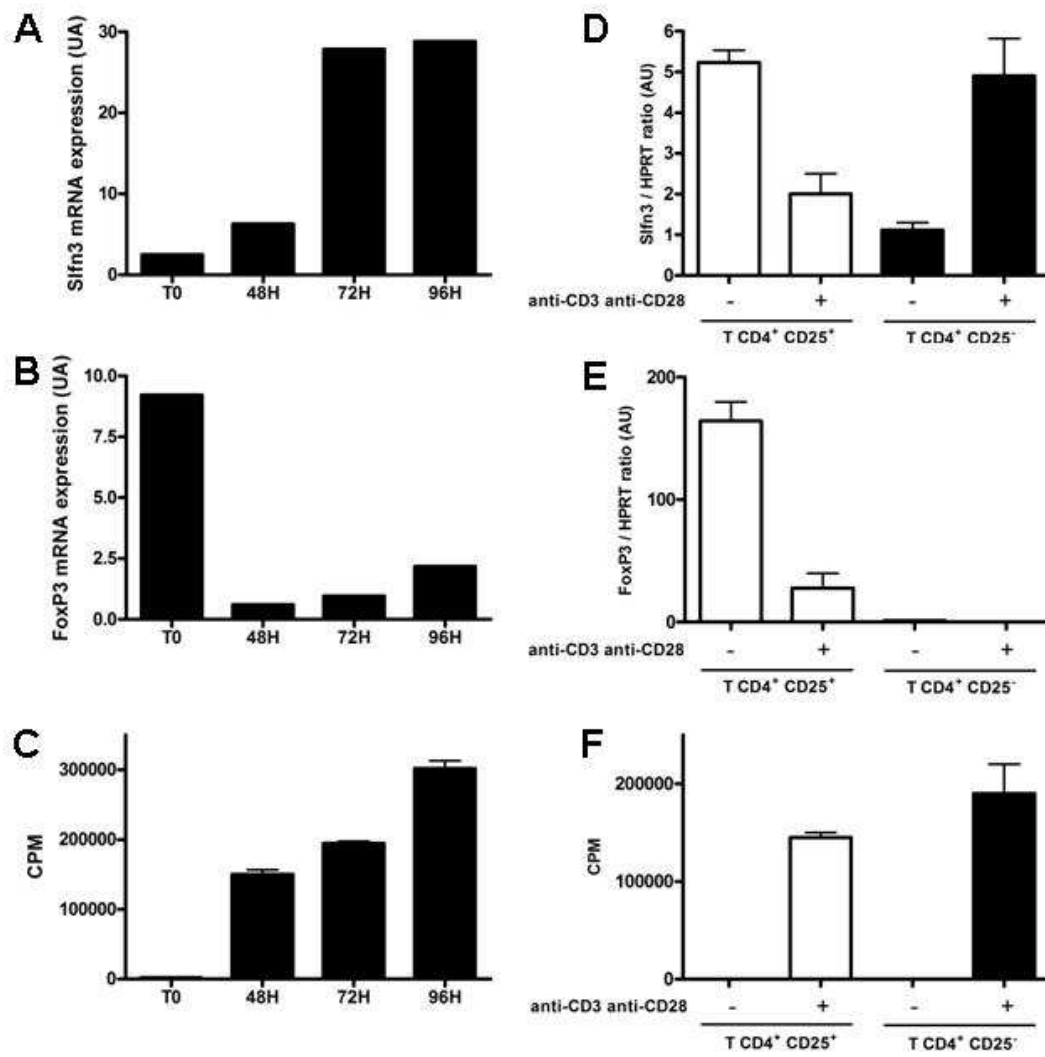 A
Slfn3 mRNA expression (UA)
30
20
10
0
T0 48H 72H 96H
B
FoxP3 mRNA expression (UA)
10.0
7.5
5.0
2.5
0.0
T0 48H 72H 96H
C
CPM
300000
200000
100000
0
T0 48H 72H 96H
D
Slfn3 / HPRT ratio (AU)
6
5
4
3
2
1
0
anti-CD3 anti-CD28 - + - +
T CD4⁺ CD25⁺ T CD4⁺ CD25⁻
E
FoxP3 / HPRT ratio (AU)
200
100
0
anti-CD3 anti-CD28 - + - +
T CD4⁺ CD25⁺ T CD4⁺ CD25⁻
F
CPM
200000
100000
0
anti-CD3 anti-CD28 - + - +
T CD4⁺ CD25⁺ T CD4⁺ CD25⁻